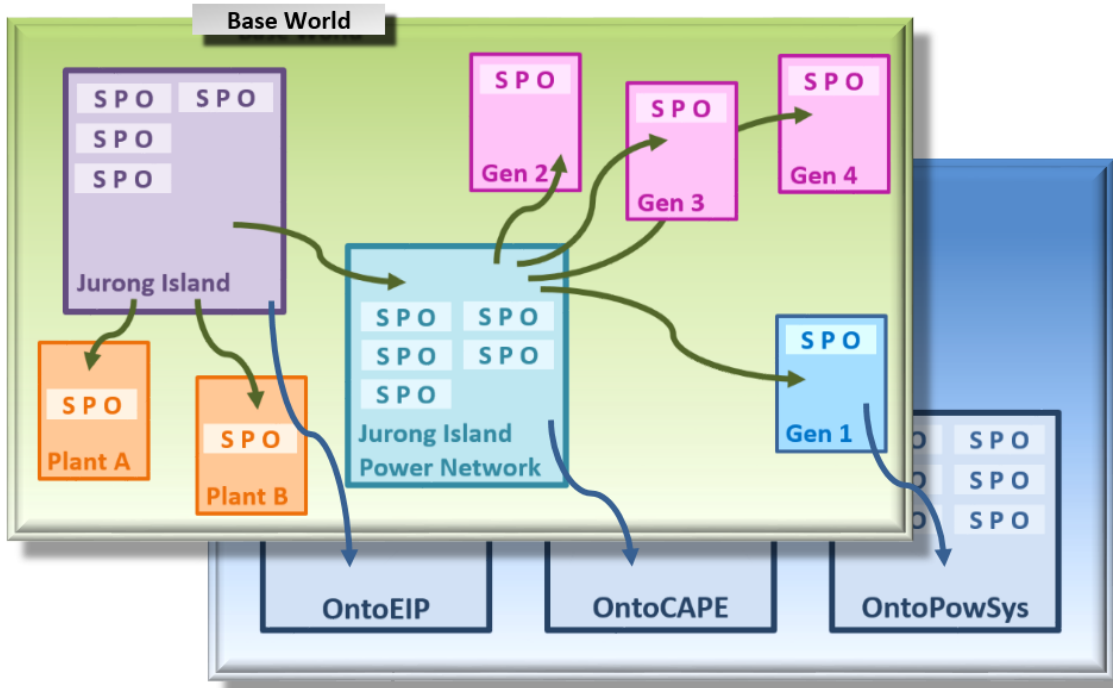 Base World
S P O S P O
S P O
S P O
Jurong Island
S P O
Gen 2
S P O
Gen 3
S P O
Gen 4
S P O
Plant A
S P O
Plant B
S P O S P O
S P O S P O
S P O
Jurong Island
Power Network
S P O
Gen 1
O S P O
O S P O
O S P O
OntoEIP
OntoCAPE
OntoPowSys